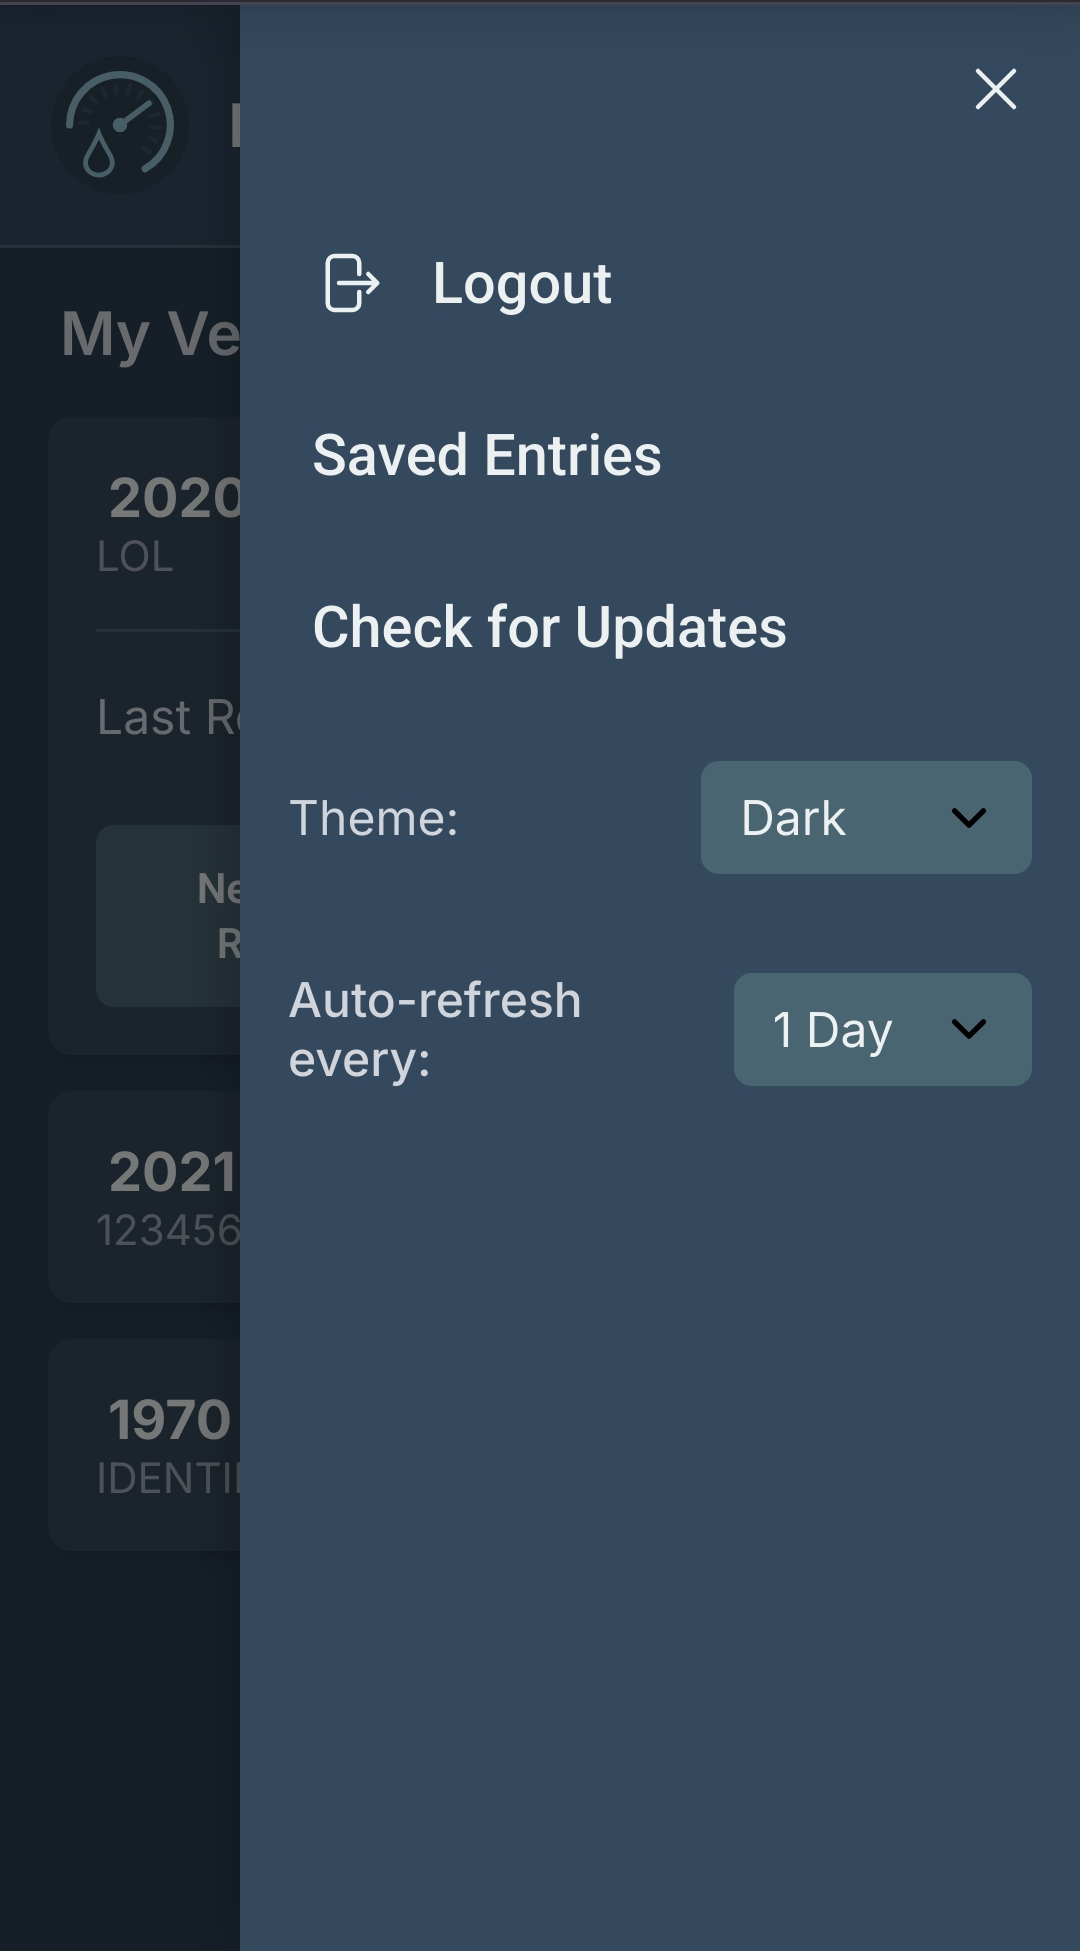 My Ve
2020
LOL
Last Re
Ne
R
2021
123456
1970
IDENTI
Logout
Saved Entries
Check for Updates
Theme:
Dark
Auto-refresh
every:
1 Day